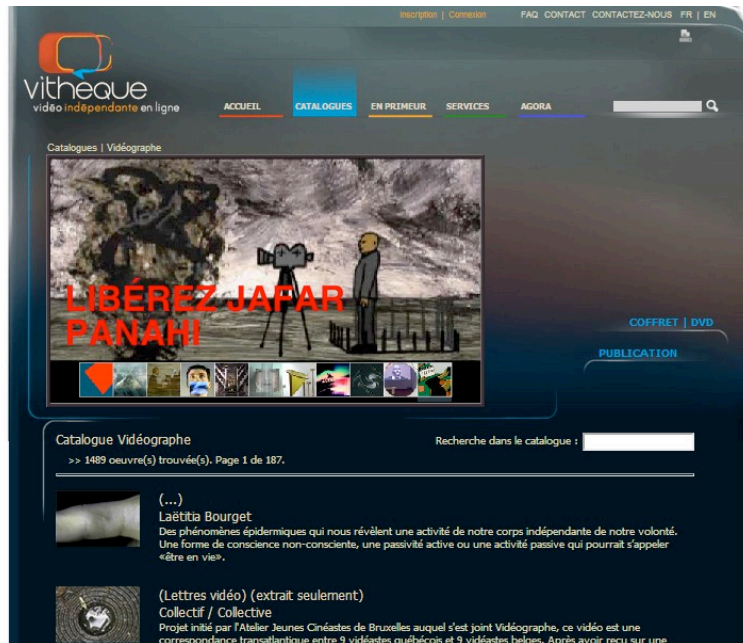 Inscription | Connexion
FAQ CONTACT CONTACTEZ-NOUS FR | EN
vithèque
vidéo indépendante en ligne
ACCUEIL CATALOGUES EN PRIMEUR SERVICES AGORA
Catalogues | Vidéographe
LIBÉREZ JAFAR
PANAHI
COFFRET | DVD
PUBLICATION
Catalogue Vidéographe
Recherche dans le catalogue :
>> 1489 oeuvre(s) trouvée(s). Page 1 de 187.
(...)
Laëtitia Bourget
Des phénomènes épidermiques qui nous révèlent une activité de notre corps indépendante de notre volonté.
Une forme de conscience non-consciente, une passivité active ou une activité passive qui pourrait s'appeler
«être en vie».
(Lettres vidéo) (extrait seulement)
Collectif / Collective
Projet initié par l'Atelier Jeunes Cinéastes de Bruxelles auquel s'est joint Vidéographe, ce vidéo est une
correspondance transatlantique entre 9 vidéastes québécois et 9 vidéastes belges. Après avoir reçu sur une